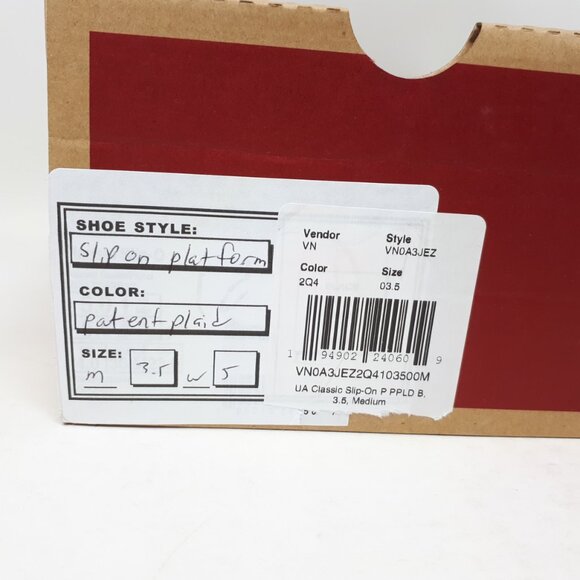 SHOE STYLE:
Slip on platform
COLOR:
patent plaid
SIZE:
m 3.5 w 5
Vendor Style
VN VN0A3JEZ
Color Size
2Q4 03.5
1 94902 24060 9
VN0A3JEZ2Q4103500M
UA Classic Slip-On P PPLD B,
3.5, Medium